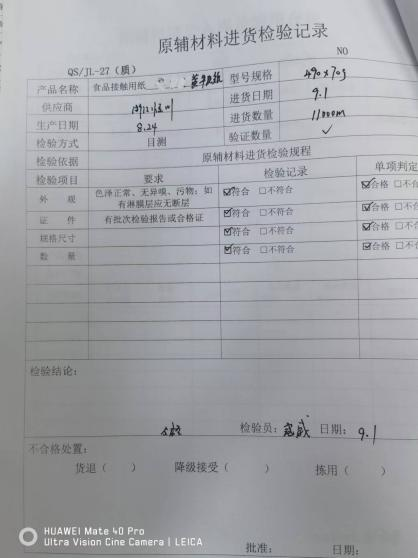 原辅材料进货检验记录
NO
QS/JL-27（质）
产品名称 食品接触用纸 型号规格 490×70g
供应商 进货日期 9.1
生产日期 8.24 进货数量 11000m
检验方式 目测 验证数量 ✓
检验依据 原辅材料进货检验规程
检验项目 要求 检验记录 单项判定
外 观 色泽正常、无异嗅、污物；如有淋膜层应无断层 ☑符合 □不符合 ☑合格 □不合
证 件 有批次检验报告或合格证 ☑符合 □不符合 ☑合格 □不合
规格尺寸 ☑符合 □不符合 ☑合格 □不合
数 量 ☑符合 □不符合 ☑合格 □不合
检验结论：
合格
检验员： 日期：9.1
不合格处置：
货退（ ） 降级接受（ ） 拣用（ ）
批准： 日期：
HUAWEI Mate 40 Pro
Ultra Vision Cine Camera | LEICA